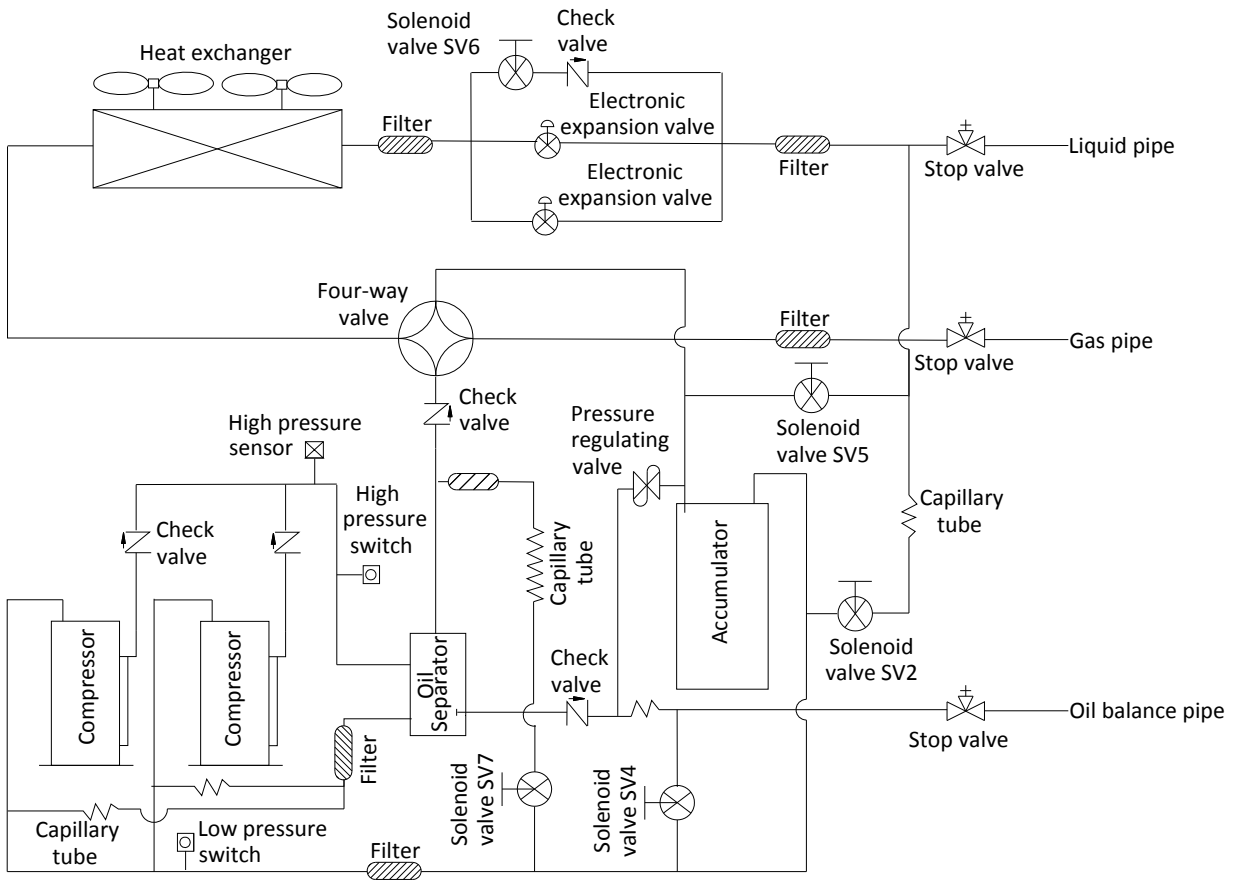 Heat exchanger
Solenoid
valve SV6
Check
valve
Filter
Electronic
expansion valve
Electronic
expansion valve
Filter
Stop valve
Liquid pipe
Four-way
valve
Filter
Stop valve
Gas pipe
Check
valve
High pressure
sensor
Pressure
regulating
valve
Solenoid
valve SV5
High
pressure
switch
Check
valve
Capillary
tube
Capillary
tube
Accumulator
Compressor
Compressor
Oil
Separator
Check
valve
Solenoid
valve SV2
Oil balance pipe
Stop valve
Filter
Solenoid
valve SV7
Solenoid
valve SV4
Capillary
tube
Low pressure
switch
Filter